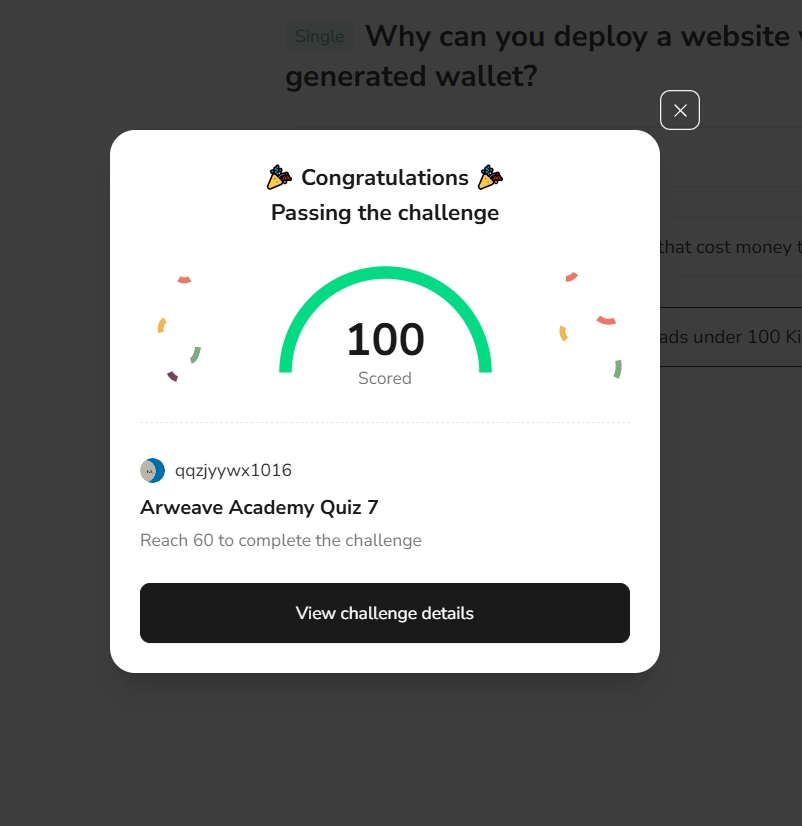 Single Why can you deploy a website
generated wallet?
Congratulations
Passing the challenge
that cost money
ads under 100
100
Scored
qqzjyywx1016
Arweave Academy Quiz 7
Reach 60 to complete the challenge
View challenge details